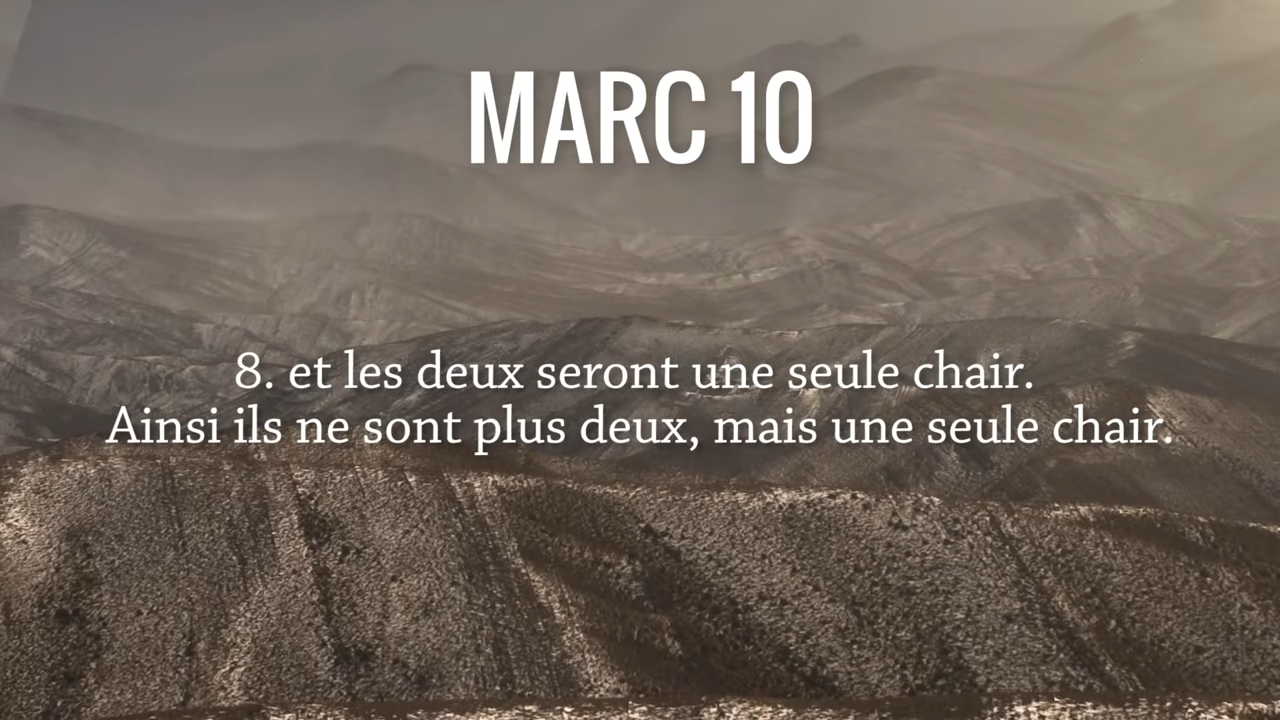 MARC 10
8. et les deux seront une seule chair.
Ainsi ils ne sont plus deux, mais une seule chair.